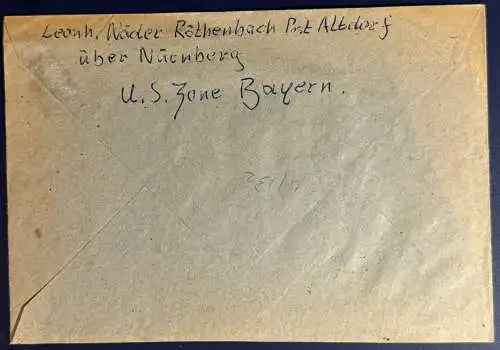 Leonh, Näder Röthenbach Post Altdorf
über Nürnberg
U.S. Zone Bayern.